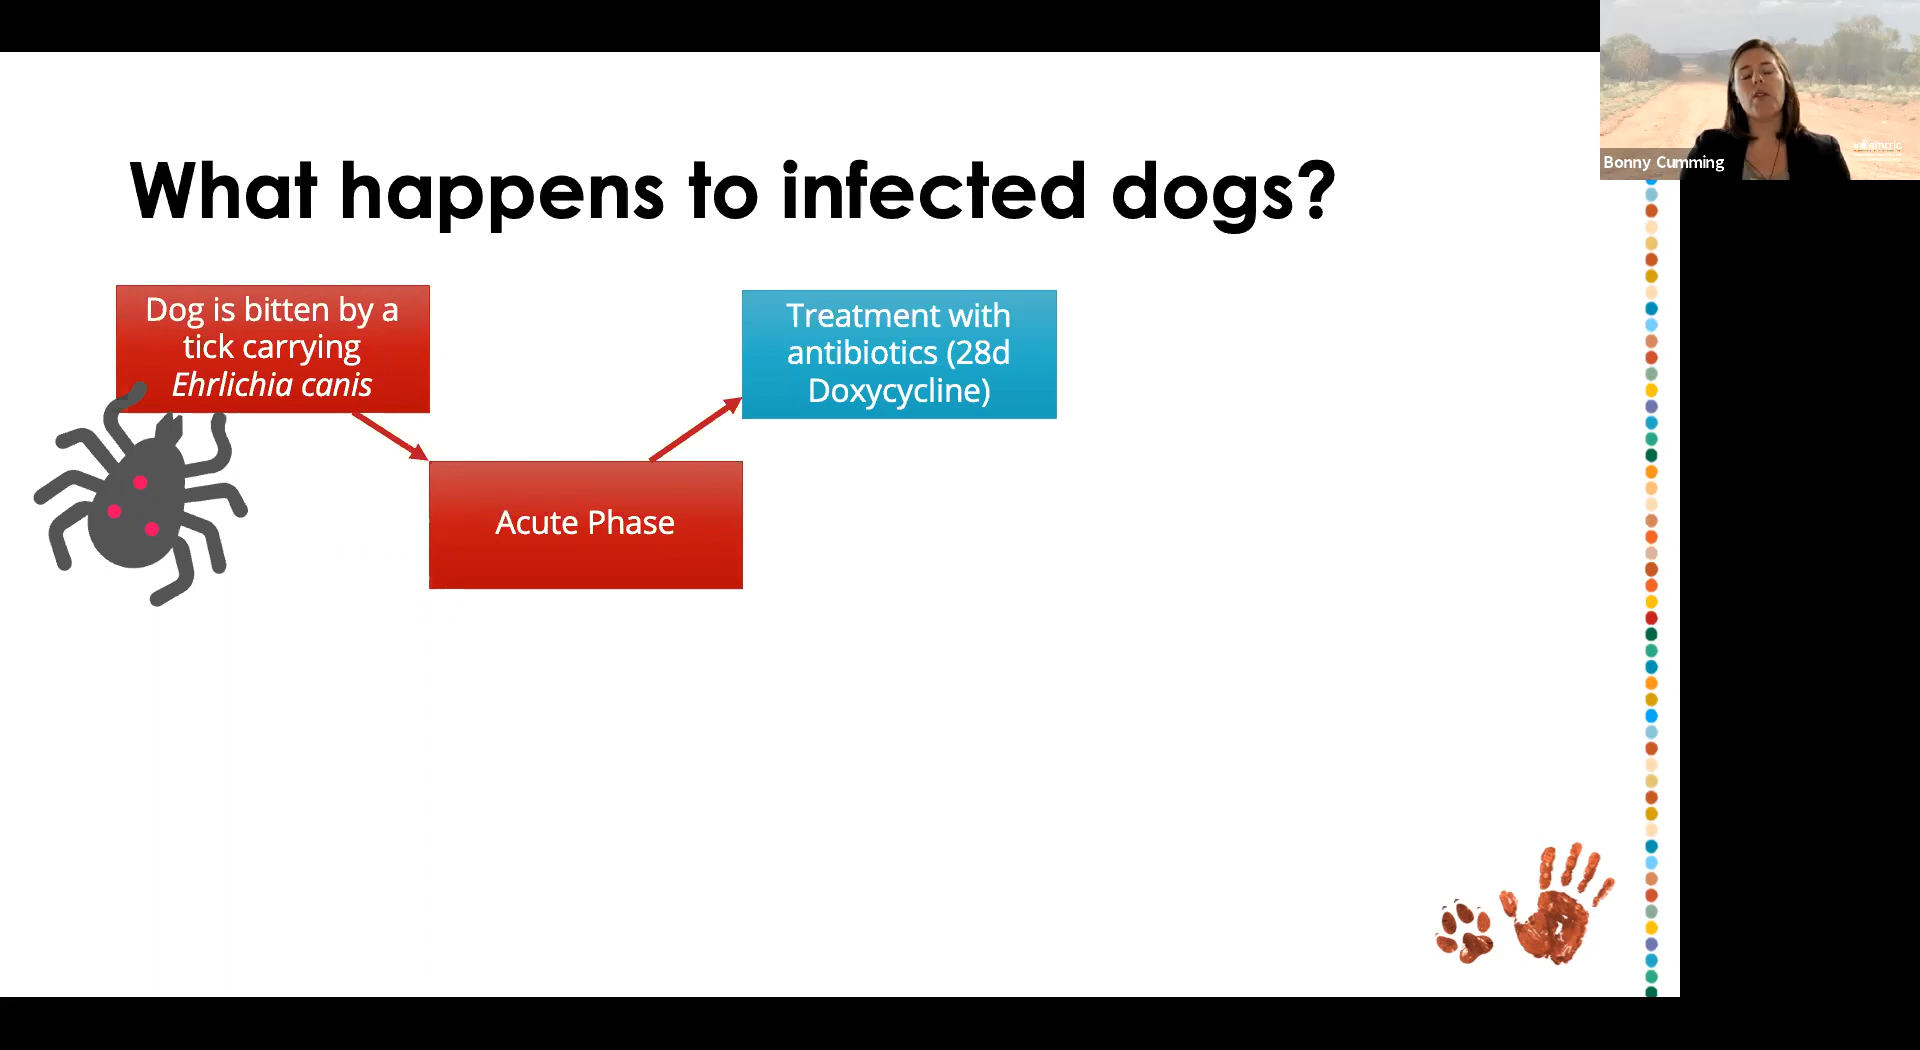 What happens to infected dogs?
Dog is bitten by a
tick carrying
Ehrlichia canis
Treatment with
antibiotics (28d
Doxycycline)
Acute Phase
Bonny Cumming
amrric